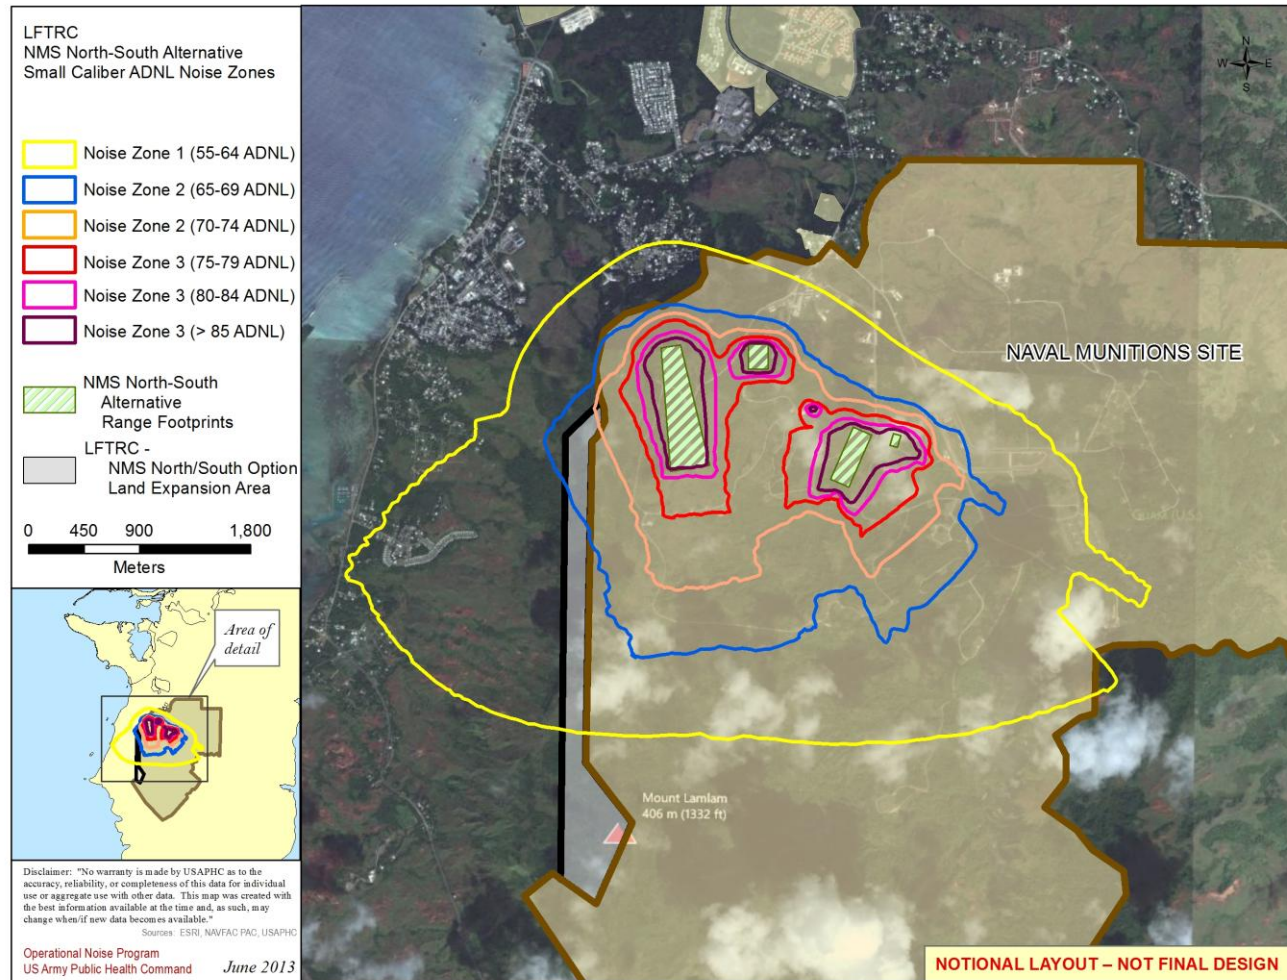 LFTRC
NMS North-South Alternative
Small Caliber ADNL Noise Zones
Noise Zone 1 (55-64 ADNL)
Noise Zone 2 (65-69 ADNL)
Noise Zone 2 (70-74 ADNL)
Noise Zone 3 (75-79 ADNL)
Noise Zone 3 (80-84 ADNL)
Noise Zone 3 (> 85 ADNL)
NMS North-South
Alternative
Range Footprints
LFTRC -
NMS North/South Option
Land Expansion Area
0 450 900 1,800
Meters
Area of
detail
Disclaimer: "No warranty is made by USAPHC as to the
accuracy, reliability, or completeness of this data for individual
use or aggregate use with other data. This map was created with
the best information available at the time and, as such, may
change when/if new data becomes available."
Sources: ESRI, NAVFAC PAC, USAPHC
Operational Noise Program
US Army Public Health Command June 2013
N
W E
S
NAVAL MUNITIONS SITE
Mount Lamlam
406 m (1332 ft)
NOTIONAL LAYOUT – NOT FINAL DESIGN